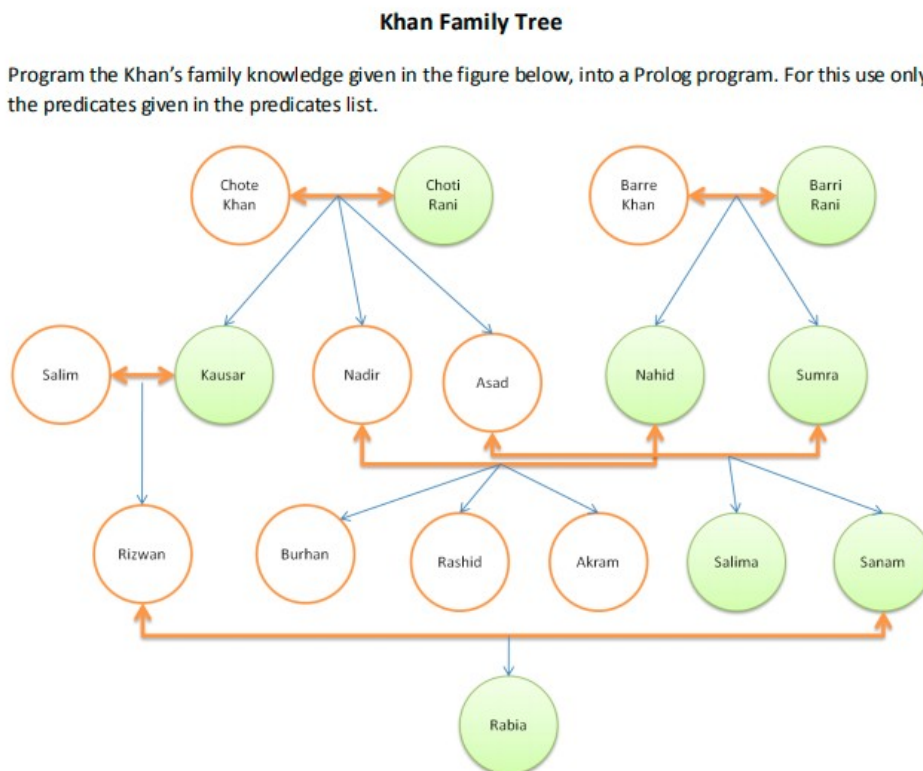 Khan Family Tree
Program the Khan's family knowledge given in the figure below, into a Prolog program. For this use only
the predicates given in the predicates list.
Chote
Khan
Choti
Rani
Barre
Khan
Barri
Rani
Salim
Kausar
Nadir
Asad
Nahid
Sumra
Rizwan
Burhan
Rashid
Akram
Salima
Sanam
Rabia